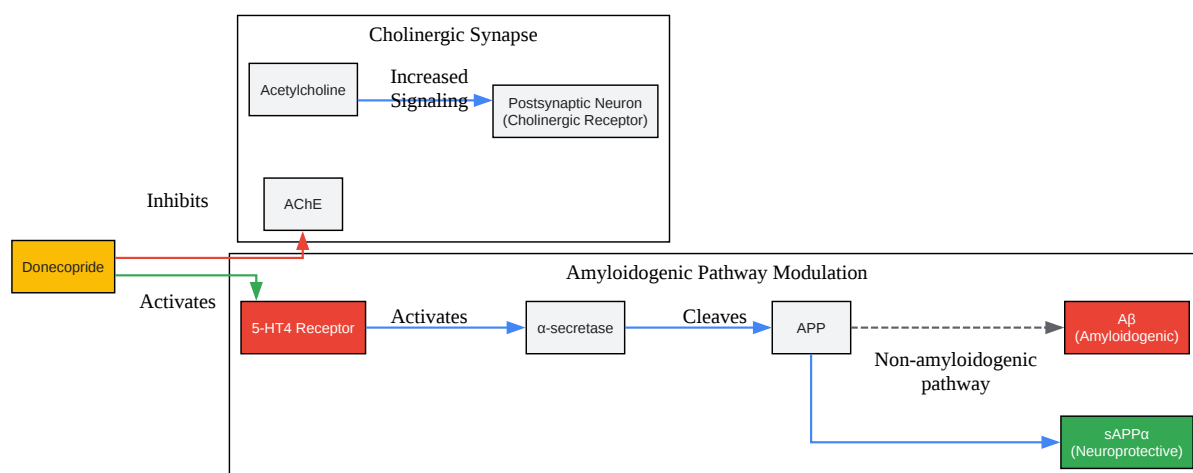 Cholinergic Synapse
Acetylcholine
Increased
Signaling
Postsynaptic Neuron
(Cholinergic Receptor)
AChE
Inhibits
Donecopride
Activates
Amyloidogenic Pathway Modulation
5-HT4 Receptor
Activates
α-secretase
Cleaves
APP
Non-amyloidogenic
pathway
Aβ
(Amyloidogenic)
sAPPα
(Neuroprotective)